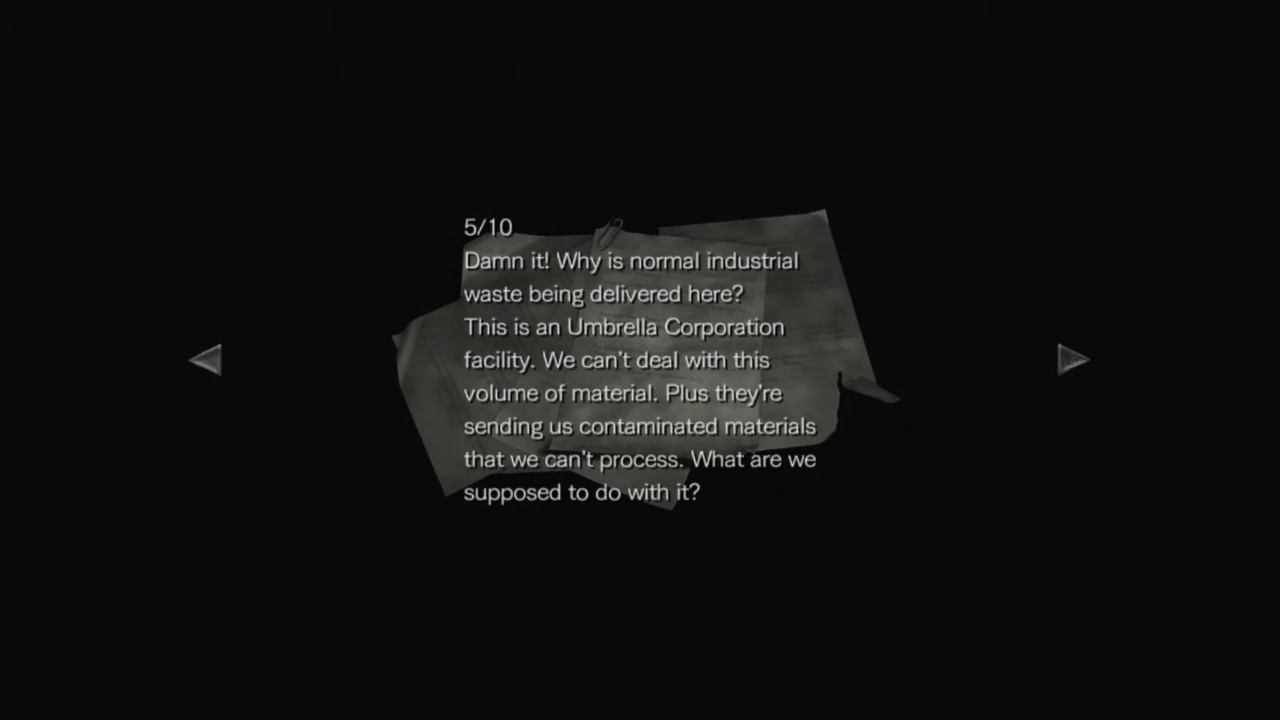 5/10
Damn it! Why is normal industrial
waste being delivered here?
This is an Umbrella Corporation
facility. We can't deal with this
volume of material. Plus they're
sending us contaminated materials
that we can't process. What are we
supposed to do with it?